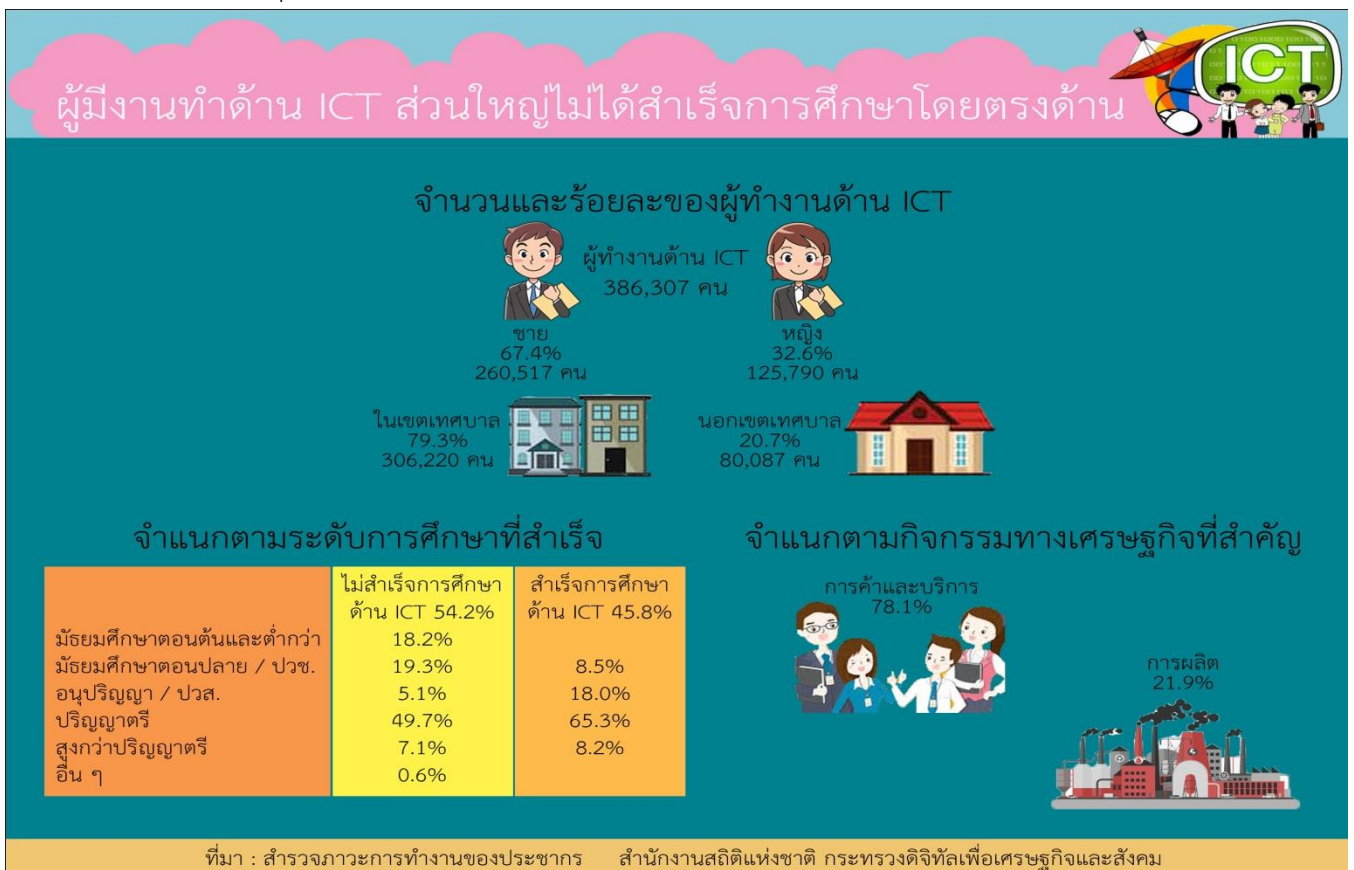 ผู้มีงานทำด้าน ICT ส่วนใหญ่ไม่ได้สำเร็จการศึกษาโดยตรงด้าน
ICT
จำนวนและร้อยละของผู้ทำงานด้าน ICT
ผู้ทำงานด้าน ICT
386,307 คน
ชาย
67.4%
260,517 คน
หญิง
32.6%
125,790 คน
ในเขตเทศบาล
79.3%
306,220 คน
นอกเขตเทศบาล
20.7%
80,087 คน
จำแนกตามระดับการศึกษาที่สำเร็จ
ไม่สำเร็จการศึกษา สำเร็จการศึกษา
ด้าน ICT 54.2% ด้าน ICT 45.8%
มัธยมศึกษาตอนต้นและต่ำกว่า 18.2%
มัธยมศึกษาตอนปลาย / ปวช. 19.3% 8.5%
อนุปริญญา / ปวส. 5.1% 18.0%
ปริญญาตรี 49.7% 65.3%
สูงกว่าปริญญาตรี 7.1% 8.2%
อื่น ๆ 0.6%
จำแนกตามกิจกรรมทางเศรษฐกิจที่สำคัญ
การค้าและบริการ
78.1%
การผลิต
21.9%
ที่มา : สำรวจภาวะการทำงานของประชากร สำนักงานสถิติแห่งชาติ กระทรวงดิจิทัลเพื่อเศรษฐกิจและสังคม